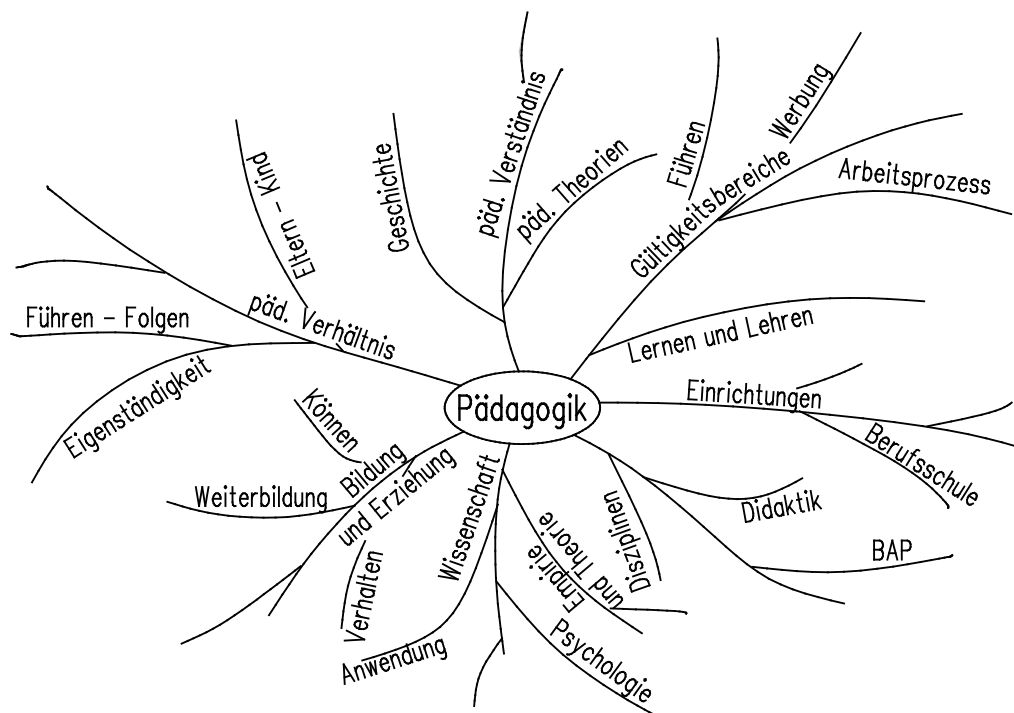 Pädagogik
päd. Verständnis
päd. Theorien
Geschichte
Führen
Werbung
Gültigkeitsbereiche
Arbeitsprozess
Lernen und Lehren
Einrichtungen
Berufsschule
Didaktik
BAP
Disziplinen
Empirie
und Theorie
Psychologie
Wissenschaft
Anwendung
Verhalten
Bildung
und Erziehung
Weiterbildung
Können
Eigenständigkeit
Führen – Folgen
päd. Verhältnis
Eltern – Kind